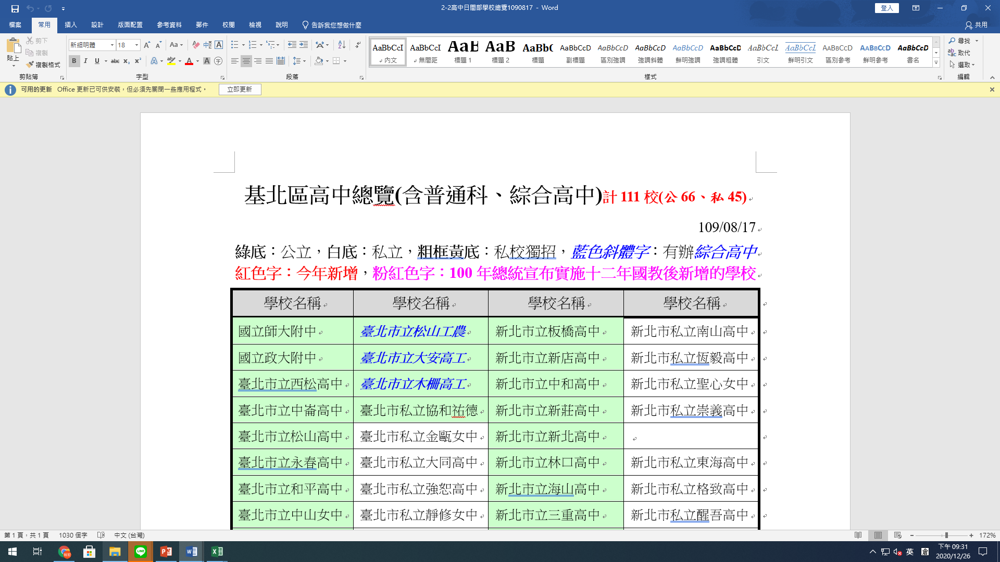 2-2高中日間部學校總覽1090817 - Word
登入
檔案 常用 插入 設計 版面配置 參考資料 郵件 校閱 檢視 說明 告訴我您想做什麼 共用
貼上 剪下 複製 複製格式 剪貼簿
新細明體 18 字型
段落
AaBbCcI 內文
AaBbCcI 無間距
標題 1
AaB 標題 2
標題
AaBbCcD 副標題
AaBbCcD 區別強調
AaBbCcD 強調斜體
AaBbCcD 鮮明強調
AaBbCcD 強調粗體
AaBbCcL 引文
AaBbCcL 鮮明引文
AaBbCcD 區別參考
AaBbCcD 鮮明參考
AaBbCcD 書名
樣式
尋找 取代 選取 編輯
可用的更新 Office 更新已可供安裝，但必須先關閉一些應用程式。 立即更新
基北區高中總覽(含普通科、綜合高中)計 111 校(公 66、私 45)
109/08/17
綠底：公立，白底：私立，粗框黃底：私校獨招，藍色斜體字：有辦綜合高中
紅色字：今年新增，粉紅色字：100 年總統宣布實施十二年國教後新增的學校
學校名稱 學校名稱 學校名稱 學校名稱
國立師大附中 臺北市立松山工農 新北市立板橋高中 新北市私立南山高中
國立政大附中 臺北市立大安高工 新北市立新店高中 新北市私立恆毅高中
臺北市立西松高中 臺北市立木柵高工 新北市立中和高中 新北市私立聖心女中
臺北市立中崙高中 臺北市私立協和祐德 新北市立新莊高中 新北市私立崇義高中
臺北市立松山高中 臺北市私立金甌女中 新北市立新北高中
臺北市立永春高中 臺北市私立大同高中 新北市立林口高中 新北市私立東海高中
臺北市立和平高中 臺北市私立強恕高中 新北市立海山高中 新北市私立格致高中
臺北市立中山女中 臺北市私立靜修女中 新北市立三重高中 新北市私立醒吾高中
第 1 頁，共 1 頁 1030 個字 中文 (台灣) 172%
英 下午 09:31
2020/12/26